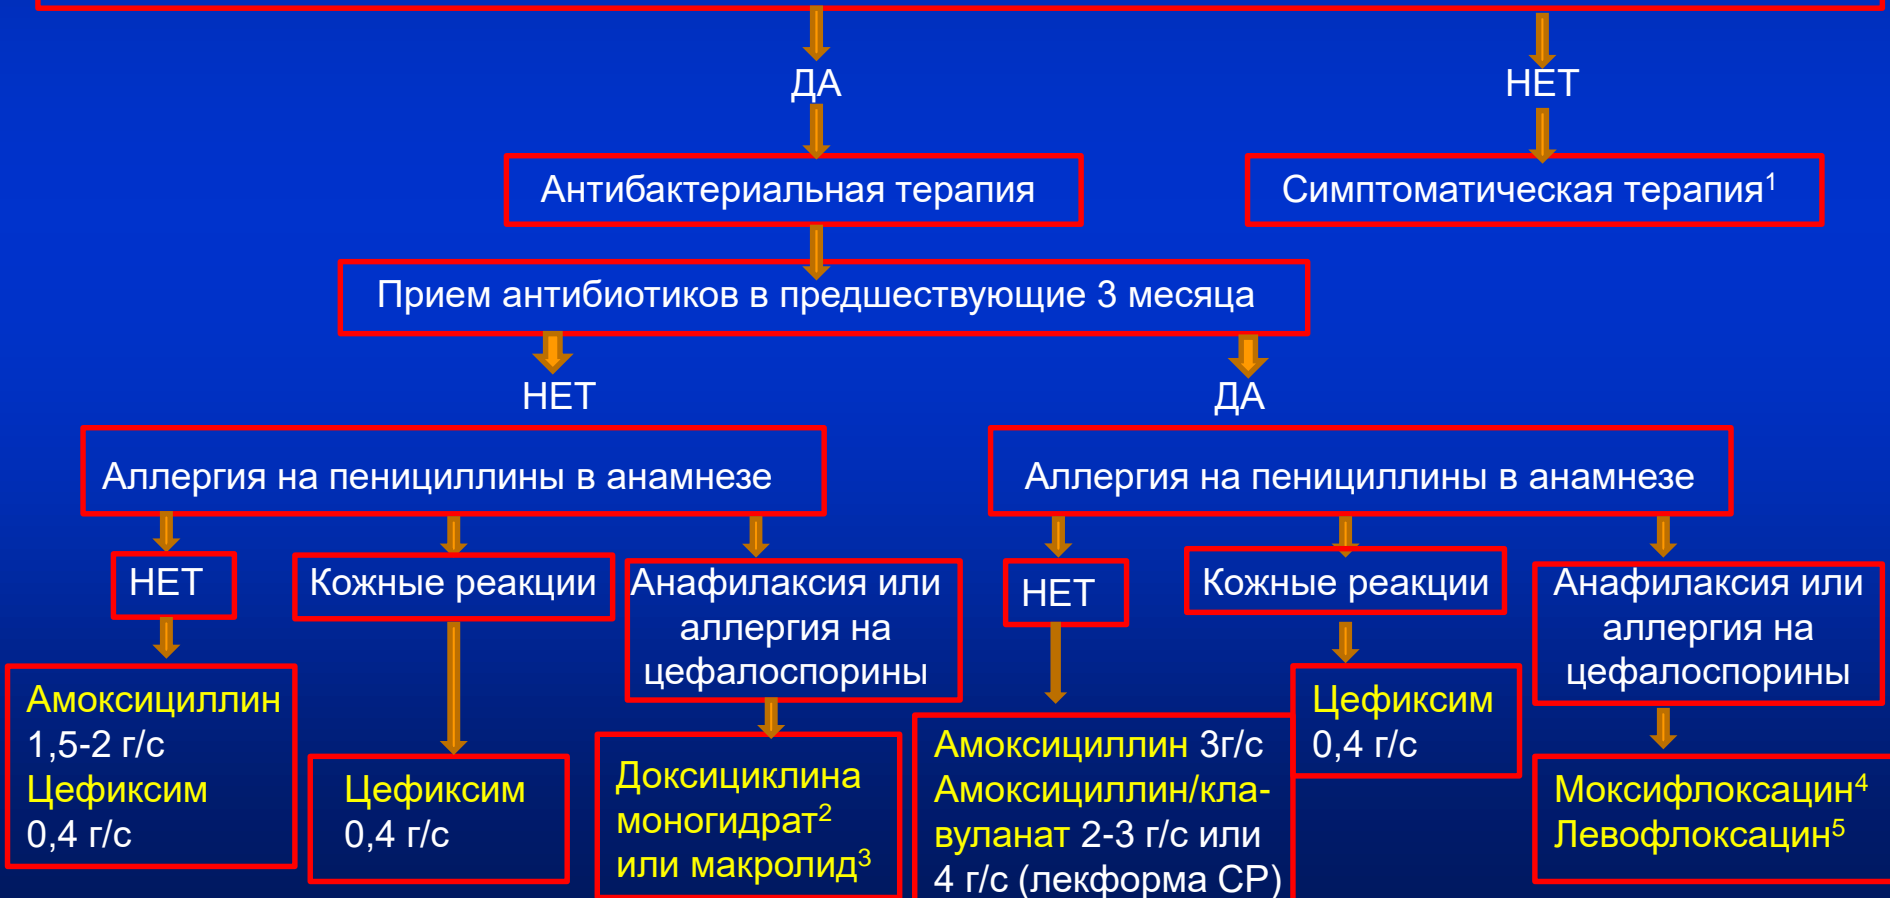 ДА
НЕТ
Антибактериальная терапия
Симптоматическая терапия¹
Прием антибиотиков в предшествующие 3 месяца
НЕТ
ДА
Аллергия на пенициллины в анамнезе
Аллергия на пенициллины в анамнезе
НЕТ
Кожные реакции
Анафилаксия или
аллергия на
цефалоспорины
НЕТ
Кожные реакции
Анафилаксия или
аллергия на
цефалоспорины
Амоксициллин
1,5-2 г/с
Цефиксим
0,4 г/с
Цефиксим
0,4 г/с
Доксициклина
моногидрат²
или макролид³
Амоксициллин 3г/с
Амоксициллин/кла-
вуланат 2-3 г/с или
4 г/с (лекформа СР)
Цефиксим
0,4 г/с
Моксифлоксацин⁴
Левофлоксацин⁵